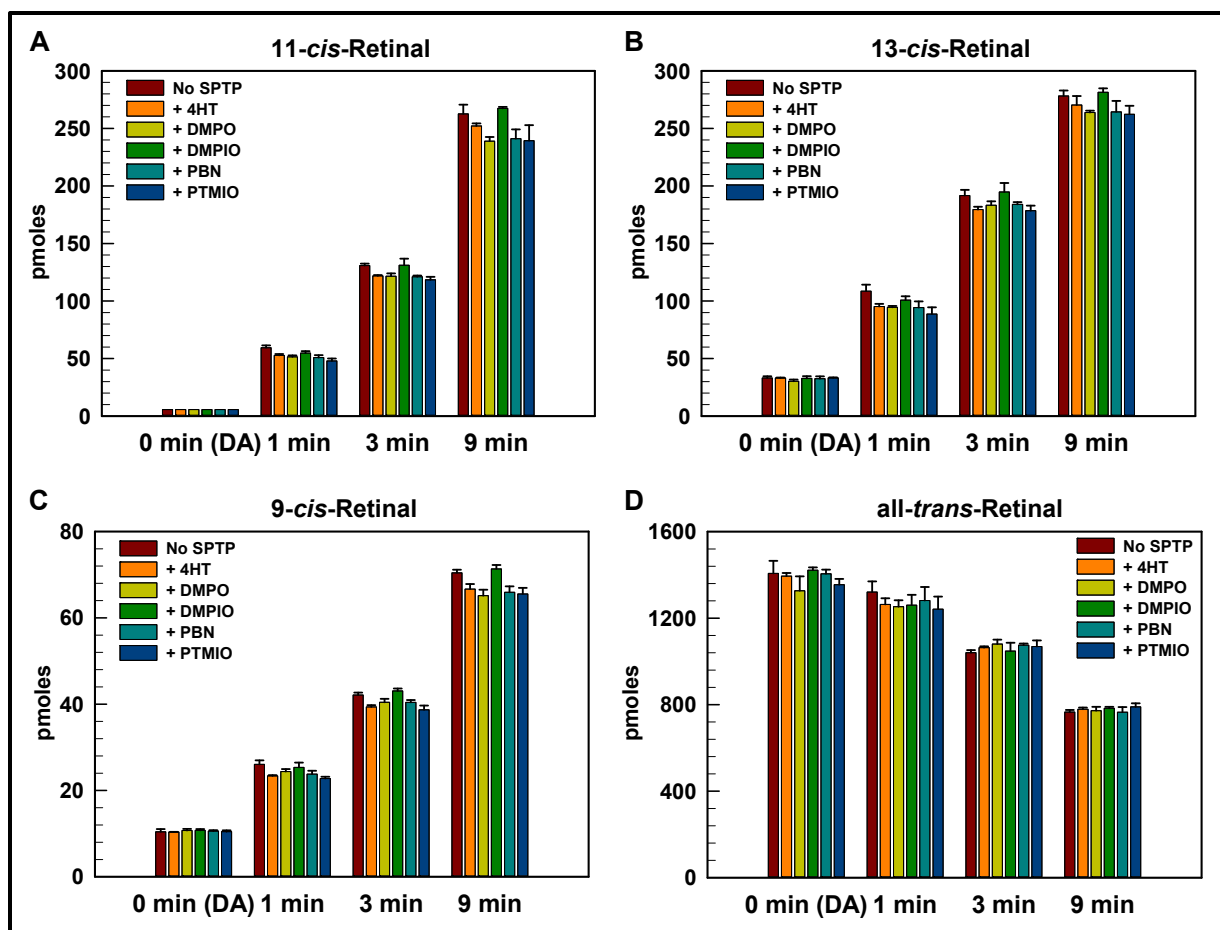 A
11-cis-Retinal
300
250
200
150
100
50
0
pmoles
No SPTP
+ 4HT
+ DMPO
+ DMPIO
+ PBN
+ PTMIO
0 min (DA) 1 min 3 min 9 min
B
13-cis-Retinal
300
250
200
150
100
50
0
pmoles
No SPTP
+ 4HT
+ DMPO
+ DMPIO
+ PBN
+ PTMIO
0 min (DA) 1 min 3 min 9 min
C
9-cis-Retinal
80
60
40
20
0
pmoles
No SPTP
+ 4HT
+ DMPO
+ DMPIO
+ PBN
+ PTMIO
0 min (DA) 1 min 3 min 9 min
D
all-trans-Retinal
1600
1200
800
400
0
pmoles
No SPTP
+ 4HT
+ DMPO
+ DMPIO
+ PBN
+ PTMIO
0 min (DA) 1 min 3 min 9 min